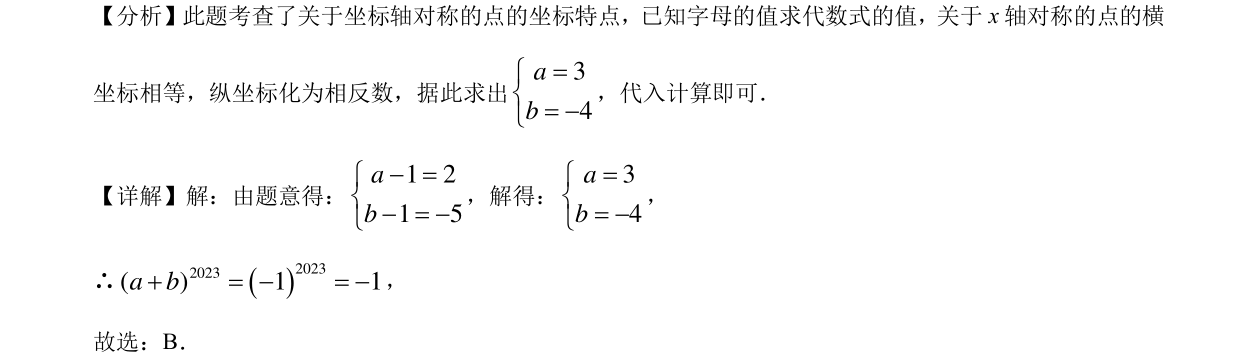 【分析】此题考查了关于坐标轴对称的点的坐标特点，已知字母的值求代数式的值，关于 x 轴对称的点的横
坐标相等，纵坐标化为相反数，据此求出{a = 3 b = −4，代入计算即可．
【详解】解：由题意得：{a −1 = 2 b −1 = −5，解得：{a = 3 b = −4，
∴ (a + b)^2023 = (−1)^2023 = −1，
故选：B．